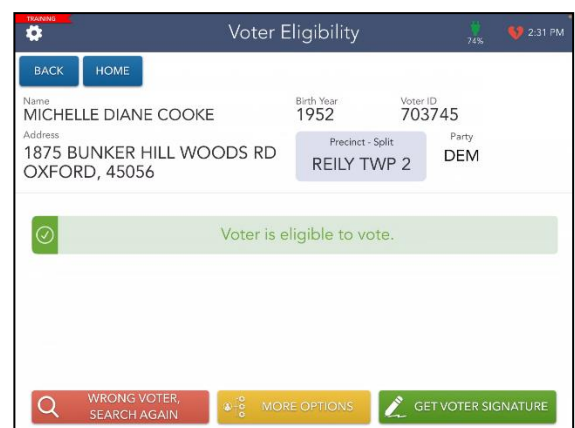 TRAINING
Voter Eligibility
74%
2:31 PM
BACK
HOME
Name
MICHELLE DIANE COOKE
Birth Year
1952
Voter ID
703745
Address
1875 BUNKER HILL WOODS RD
OXFORD, 45056
Precinct - Split
REILY TWP 2
Party
DEM
Voter is eligible to vote.
WRONG VOTER,
SEARCH AGAIN
MORE OPTIONS
GET VOTER SIGNATURE